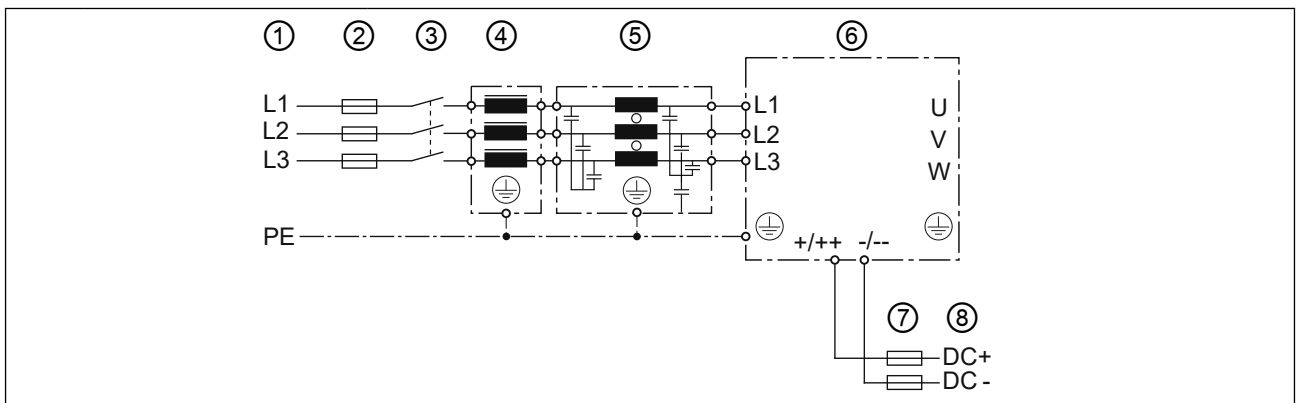 ① ② ③ ④ ⑤ ⑥
L1 L1 U
L2 L2 V
L3 L3 W
PE
+/++ -/--
⑦ ⑧
DC+
DC -